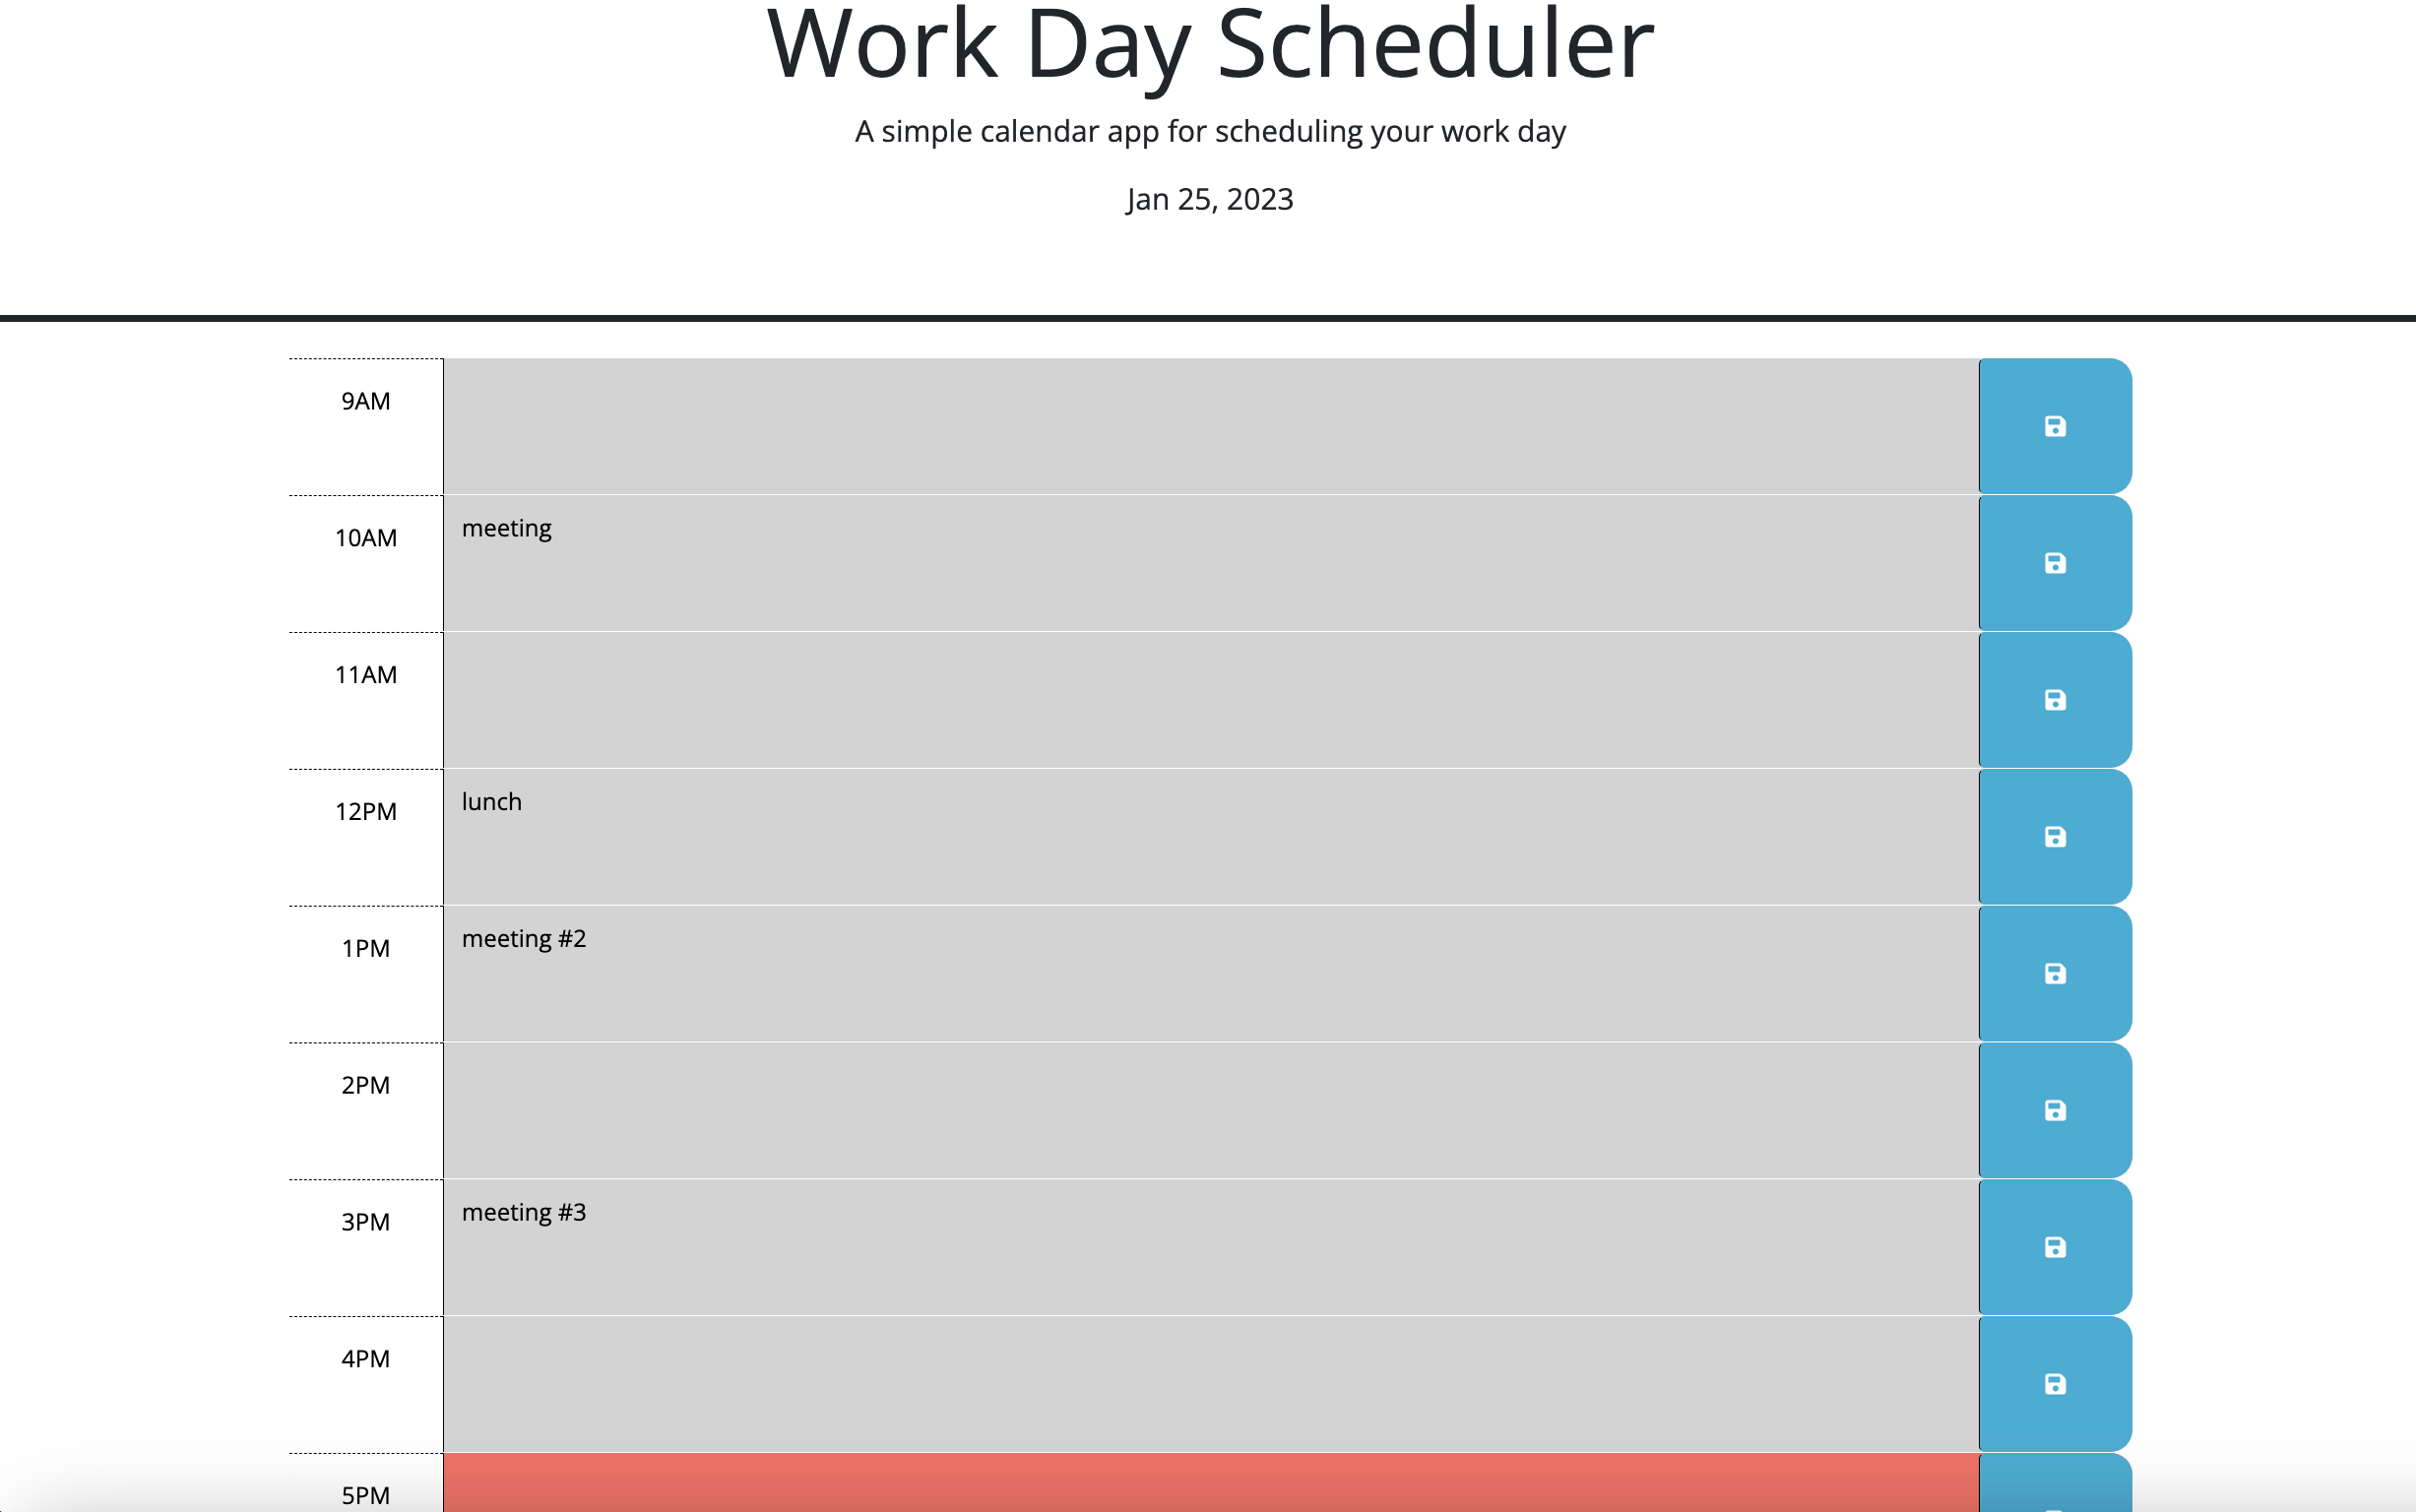 Work Day Scheduler
A simple calendar app for scheduling your work day
Jan 25, 2023
9AM
10AM
meeting
11AM
12PM
lunch
1PM
meeting #2
2PM
3PM
meeting #3
4PM
5PM